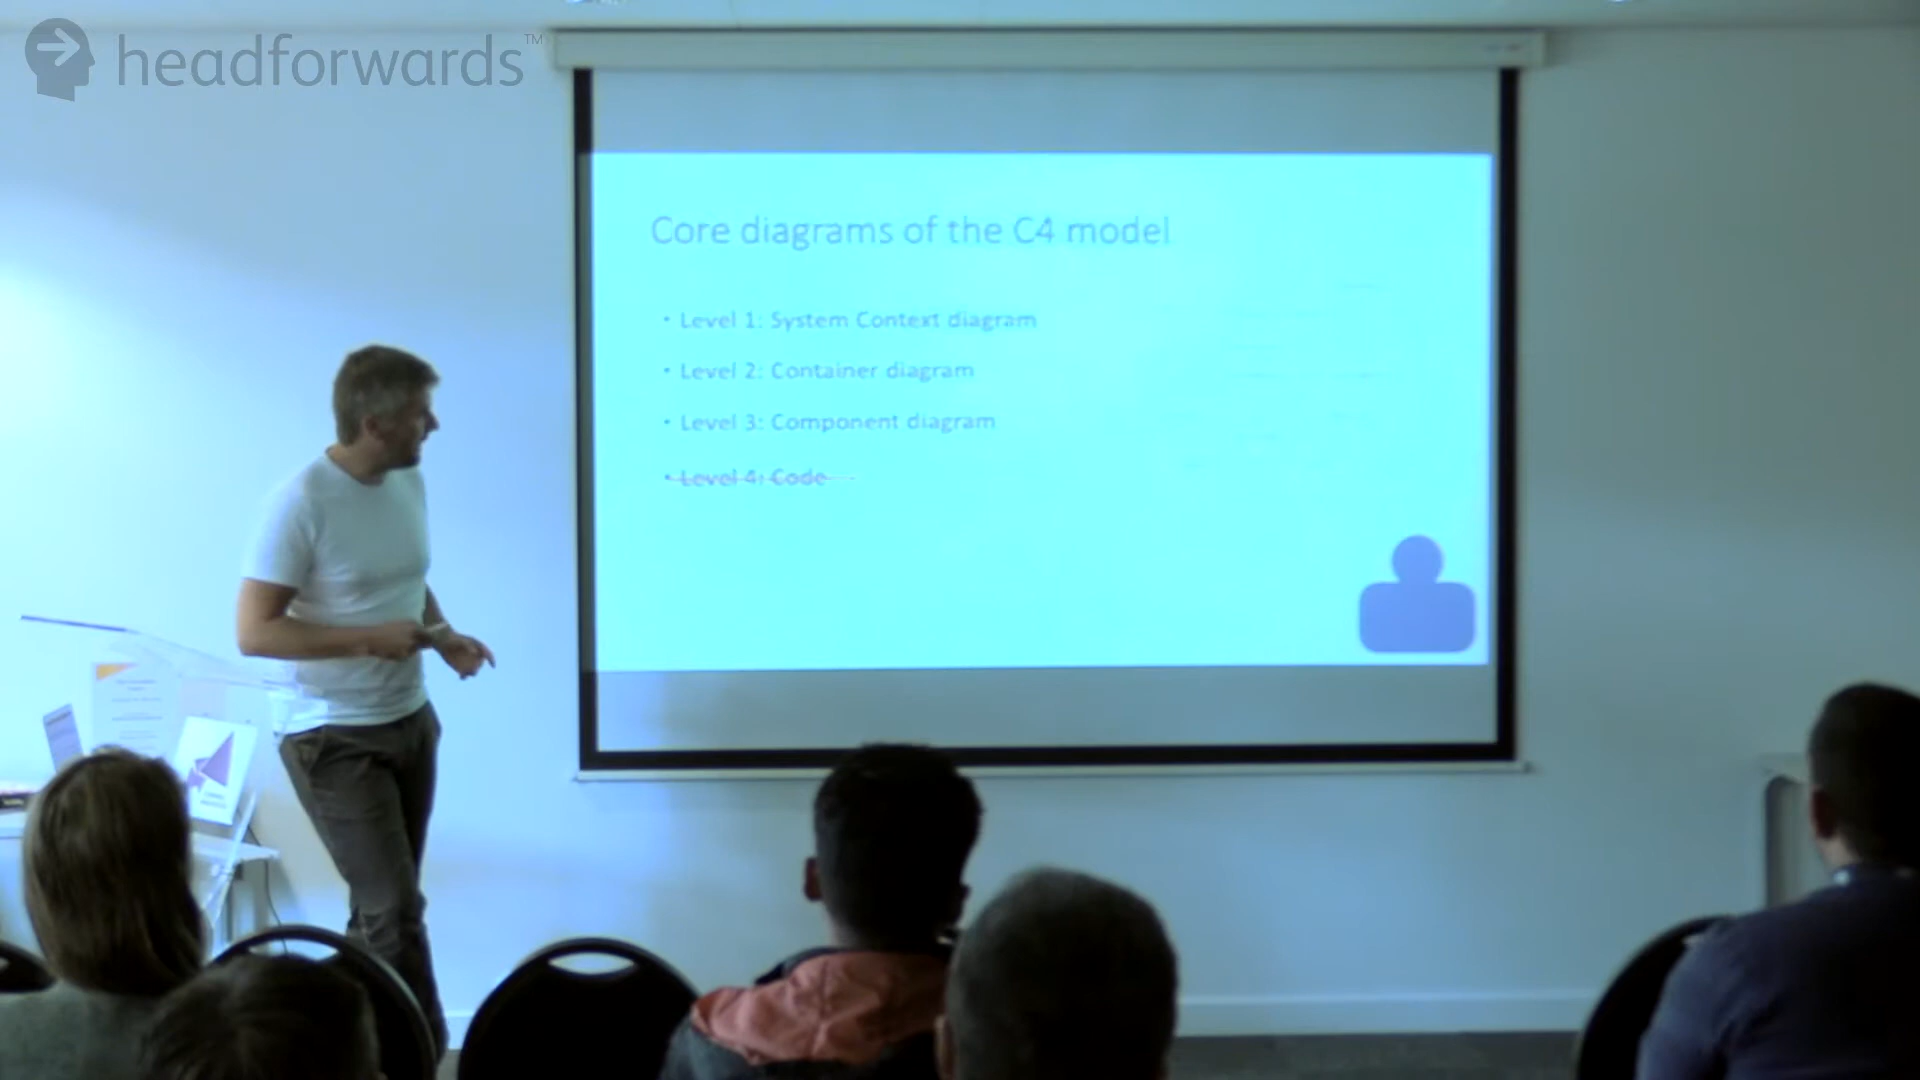 headforwards™
Core diagrams of the C4 model
• Level 1: System Context diagram
• Level 2: Container diagram
• Level 3: Component diagram
• Level 4: Code